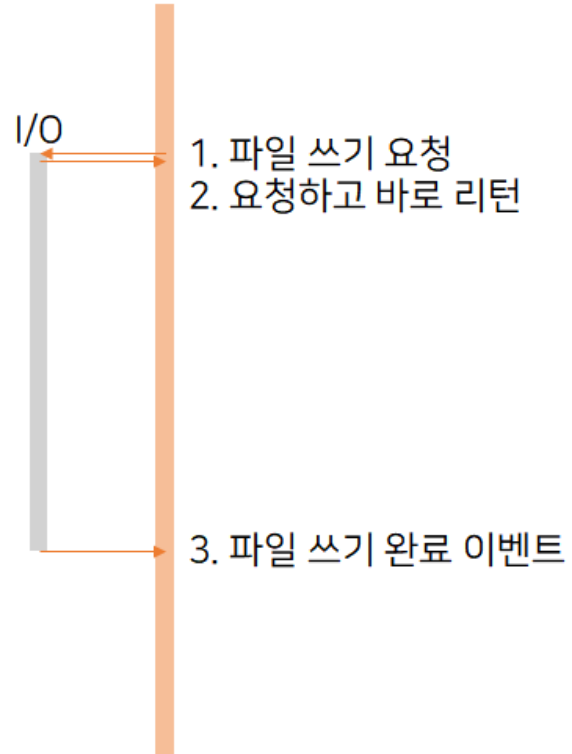 I/O
1. 파일 쓰기 요청
2. 요청하고 바로 리턴
3. 파일 쓰기 완료 이벤트